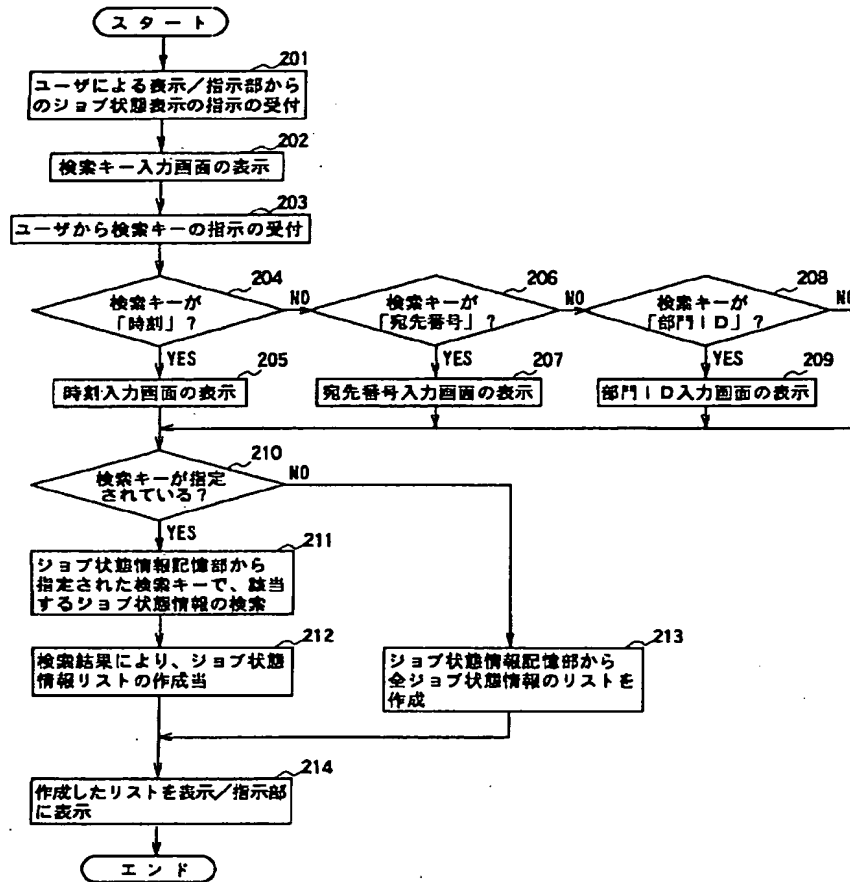 スタート
201
ユーザによる表示/指示部から
のジョブ状態表示の指示の受付
202
検索キー入力画面の表示
203
ユーザから検索キーの指示の受付
204
検索キーが
「時刻」?
NO
YES
205
時刻入力画面の表示
206
検索キーが
「宛先番号」?
NO
YES
207
宛先番号入力画面の表示
208
検索キーが
「部門ID」?
NO
YES
209
部門ID入力画面の表示
210
検索キーが指定
されている?
NO
YES
211
ジョブ状態情報記憶部から
指定された検索キーで、該当
するジョブ状態情報の検索
212
検索結果により、ジョブ状態
情報リストの作成当
213
ジョブ状態情報記憶部から
全ジョブ状態情報のリストを
作成
214
作成したリストを表示/指示部
に表示
エンド